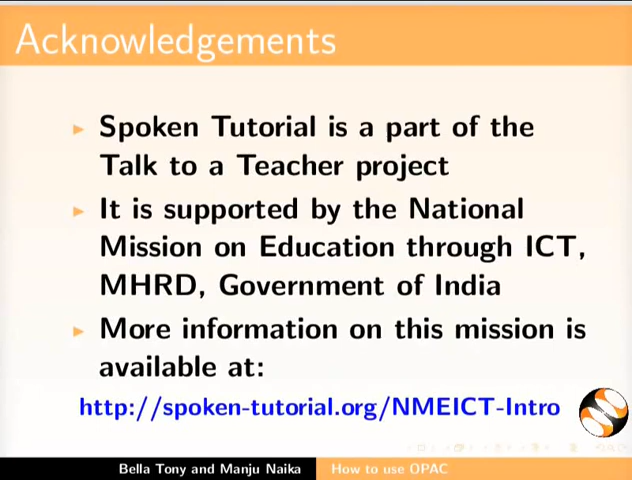 Acknowledgements
Spoken Tutorial is a part of the
Talk to a Teacher project
It is supported by the National
Mission on Education through ICT,
MHRD, Government of India
More information on this mission is
available at:
http://spoken-tutorial.org/NMEICT-Intro
Bella Tony and Manju Naika How to use OPAC